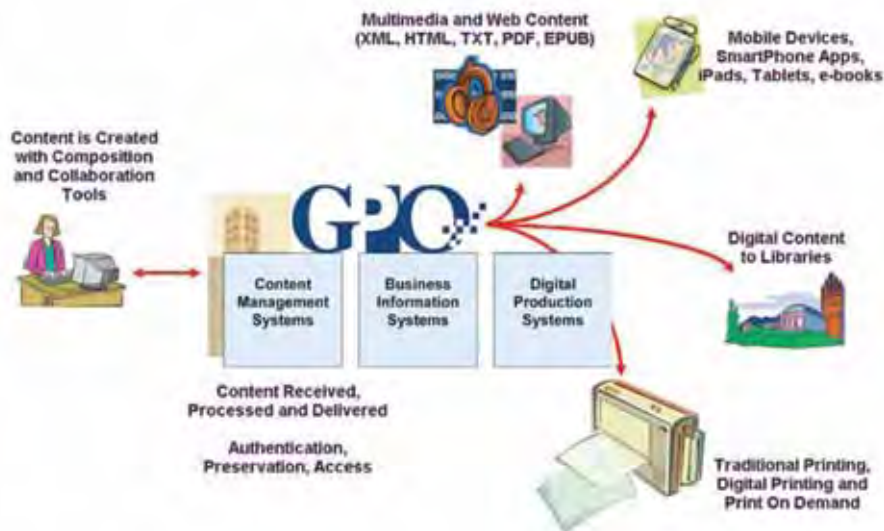 Multimedia and Web Content
(XML, HTML, TXT, PDF, EPUB)
Mobile Devices,
SmartPhone Apps,
iPads, Tablets, e-books
Content is Created
with Composition
and Collaboration
Tools
GPO
Digital Content
to Libraries
Content
Management
Systems
Business
Information
Systems
Digital
Production
Systems
Content Received,
Processed and Delivered
Authentication,
Preservation, Access
Traditional Printing,
Digital Printing and
Print On Demand